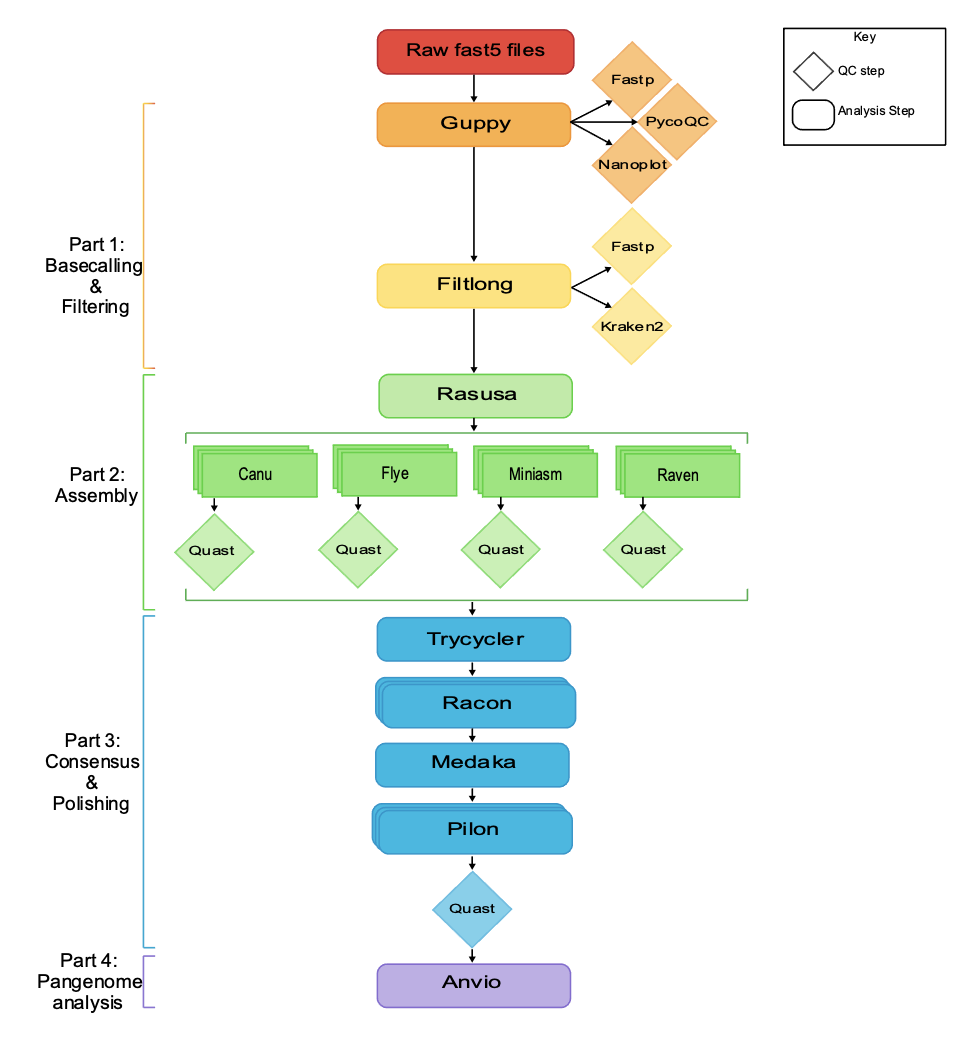 Raw fast5 files
Key
QC step
Analysis Step
Fastp
PycoQC
Nanoplot
Guppy
Part 1:
Basecalling
&
Filtering
Fastp
Filtlong
Kraken2
Rasusa
Part 2:
Assembly
Canu
Flye
Miniasm
Raven
Quast
Quast
Quast
Quast
Trycycler
Racon
Part 3:
Consensus
&
Polishing
Medaka
Pilon
Quast
Part 4:
Pangenome
analysis
Anvio